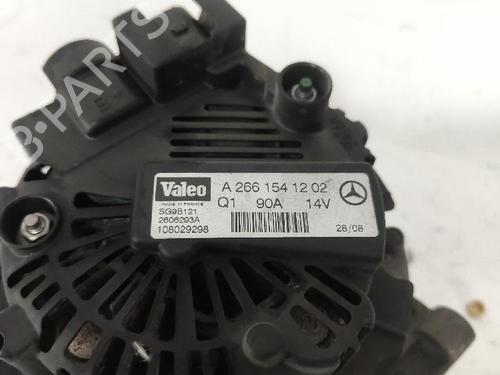 B-PARTS
Valeo
MADE IN FRANCE
A 266 154 12 02
SG9B121
Q1 90A 14V
2606293A
108029298
28/08